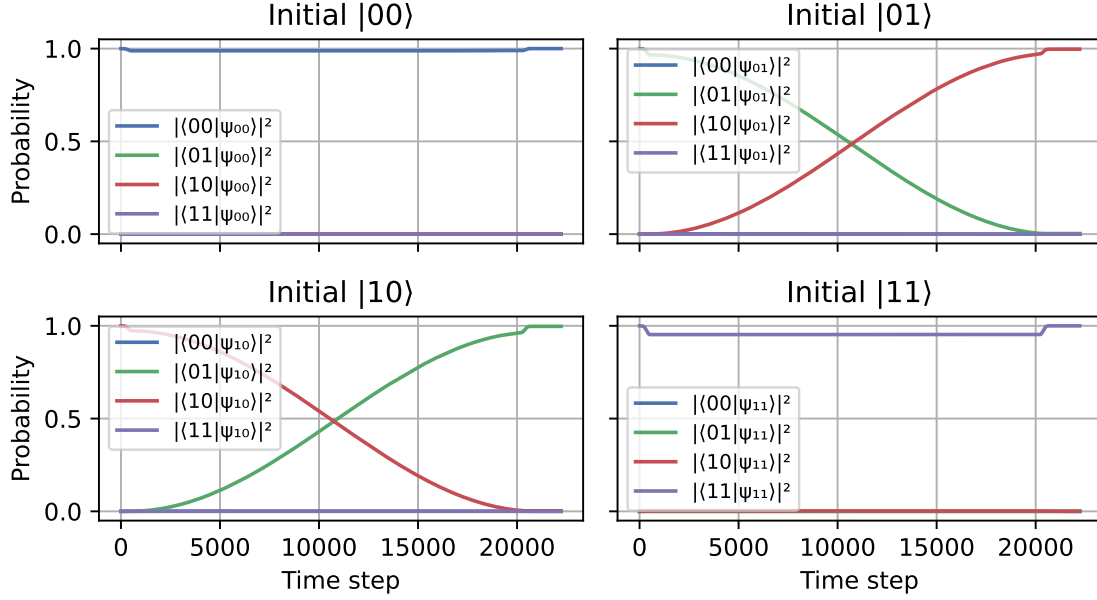 Initial |00⟩
Probability
1.0
0.5
0.0
|⟨00|ψ₀₀⟩|²
|⟨01|ψ₀₀⟩|²
|⟨10|ψ₀₀⟩|²
|⟨11|ψ₀₀⟩|²
Initial |01⟩
|⟨00|ψ₀₁⟩|²
|⟨01|ψ₀₁⟩|²
|⟨10|ψ₀₁⟩|²
|⟨11|ψ₀₁⟩|²
Initial |10⟩
Probability
1.0
0.5
0.0
|⟨00|ψ₁₀⟩|²
|⟨01|ψ₁₀⟩|²
|⟨10|ψ₁₀⟩|²
|⟨11|ψ₁₀⟩|²
0 5000 10000 15000 20000
Time step
Initial |11⟩
|⟨00|ψ₁₁⟩|²
|⟨01|ψ₁₁⟩|²
|⟨10|ψ₁₁⟩|²
|⟨11|ψ₁₁⟩|²
0 5000 10000 15000 20000
Time step